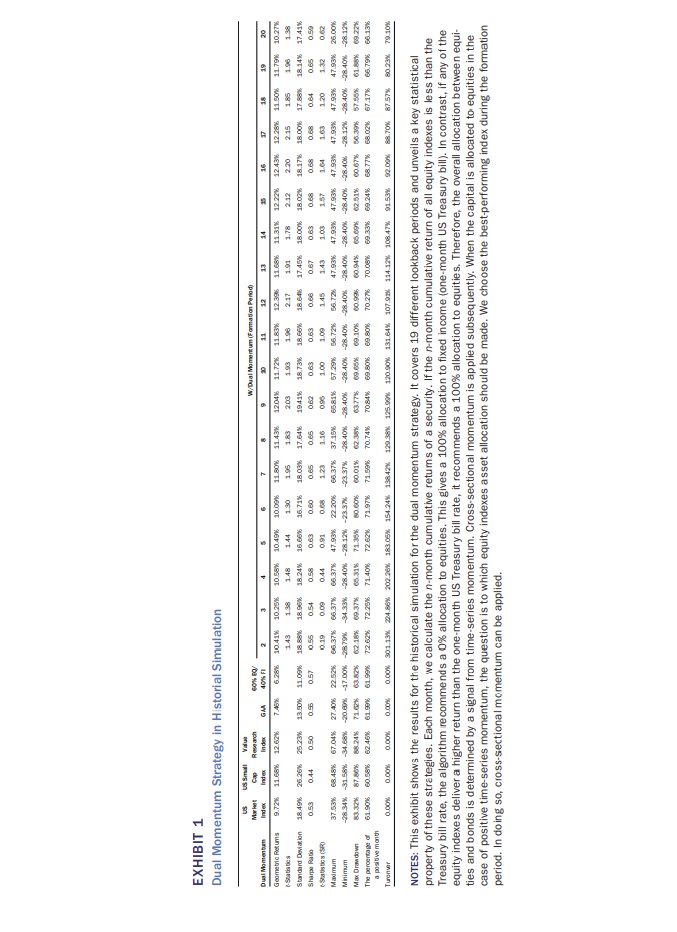 EXHIBIT 1
Dual Momentum Strategy in Historical Simulation
US US Small Value
Market Cap Research 60% EQ/ W/Dual Momentum (Formation Period)
Dual Momentum Index Index Index GAA 40% FI 2 3 4 5 6 7 8 9 10 11 12 13 14 15 16 17 18 19 20
Geometric Returns 9.72% 11.68% 12.62% 7.46% 6.28% 10.41% 10.25% 10.58% 10.49% 10.09% 11.80% 11.43% 12.04% 11.72% 11.83% 12.39% 11.68% 11.31% 12.22% 12.43% 12.28% 11.50% 11.79% 10.27%
t-Statistics 1.43 1.38 1.48 1.44 1.30 1.95 1.83 2.03 1.93 1.96 2.17 1.91 1.78 2.12 2.20 2.15 1.85 1.96 1.38
Standard Deviation 18.49% 26.26% 25.23% 13.50% 11.09% 18.88% 18.96% 18.24% 16.66% 16.71% 18.03% 17.64% 19.41% 18.73% 18.66% 18.64% 17.45% 18.00% 18.02% 18.17% 18.00% 17.88% 18.14% 17.41%
Sharpe Ratio 0.53 0.44 0.50 0.55 0.57 0.55 0.54 0.58 0.63 0.60 0.65 0.65 0.62 0.63 0.63 0.66 0.67 0.63 0.68 0.68 0.68 0.64 0.65 0.59
t-Statistics (SR) 0.19 0.09 0.44 0.91 0.68 1.23 1.16 0.95 1.00 1.09 1.45 1.43 1.03 1.57 1.64 1.63 1.20 1.32 0.62
Maximum 37.53% 68.48% 67.04% 27.40% 22.52% 96.37% 66.37% 66.37% 47.93% 22.20% 66.37% 37.15% 65.81% 57.29% 56.72% 56.72% 47.93% 47.93% 47.93% 47.93% 47.93% 47.93% 47.93% 26.00%
Minimum –28.34% –31.58% –34.68% –20.69% –17.00% –28.79% –34.33% –28.40% –28.12% –23.37% –23.37% –28.40% –28.40% –28.40% –28.40% –28.40% –28.40% –28.40% –28.40% –28.40% –28.12% –28.40% –28.40% –28.12%
Max Drawdown 83.32% 87.86% 88.24% 71.62% 63.82% 62.18% 69.37% 65.31% 71.35% 80.60% 60.01% 62.38% 63.77% 69.65% 69.10% 60.99% 60.94% 65.69% 62.51% 60.67% 56.39% 57.55% 61.88% 69.22%
The percentage of 61.90% 60.58% 62.46% 61.99% 61.99% 72.62% 72.25% 71.40% 72.62% 71.97% 71.59% 70.74% 70.84% 69.80% 69.80% 70.27% 70.08% 69.33% 69.24% 68.77% 68.02% 67.17% 66.79% 66.13%
a positive month
Turnover 0.00% 0.00% 0.00% 0.00% 0.00% 301.13% 224.86% 202.26% 183.05% 154.24% 138.42% 129.38% 125.99% 120.90% 131.64% 107.91% 114.12% 108.47% 91.53% 92.09% 88.70% 87.57% 80.23% 79.10%
NOTES: This exhibit shows the results for the historical simulation for the dual momentum strategy. It covers 19 different lookback periods and unveils a key statistical
property of these strategies. Each month, we calculate the n-month cumulative returns of a security. If the n-month cumulative return of all equity indexes is less than the
Treasury bill rate, the algorithm recommends a 0% allocation to equities. This gives a 100% allocation to fixed income (one-month US Treasury bill). In contrast, if any of the
equity indexes deliver a higher return than the one-month US Treasury bill rate, it recommends a 100% allocation to equities. Therefore, the overall allocation between equi-
ties and bonds is determined by a signal from time-series momentum. Cross-sectional momentum is applied subsequently. When the capital is allocated to equities in the
case of positive time-series momentum, the question is to which equity indexes asset allocation should be made. We choose the best-performing index during the formation
period. In doing so, cross-sectional momentum can be applied.